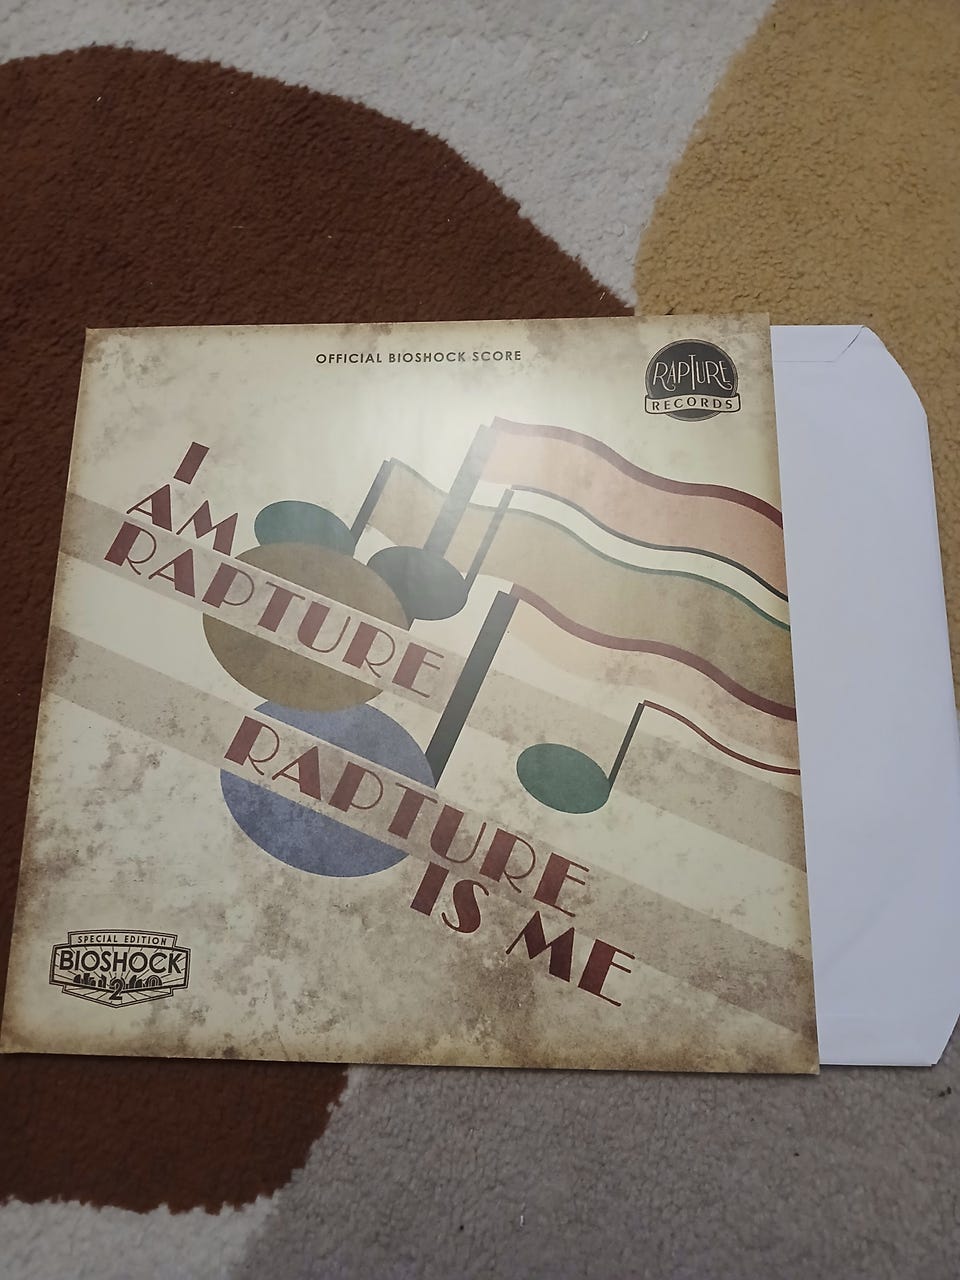 OFFICIAL BIOSHOCK SCORE
RAPTURE
RECORDS
I
AM
RAPTURE
RAPTURE
IS ME
SPECIAL EDITION
BIOSHOCK
2